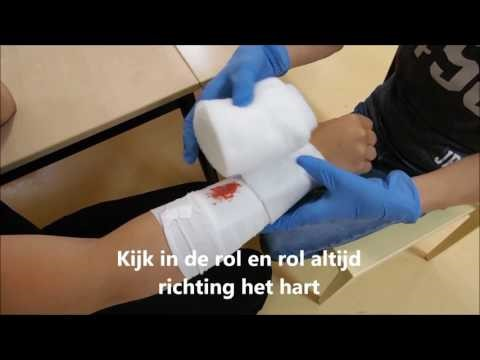 Kijk in de rol en rol altijd
richting het hart